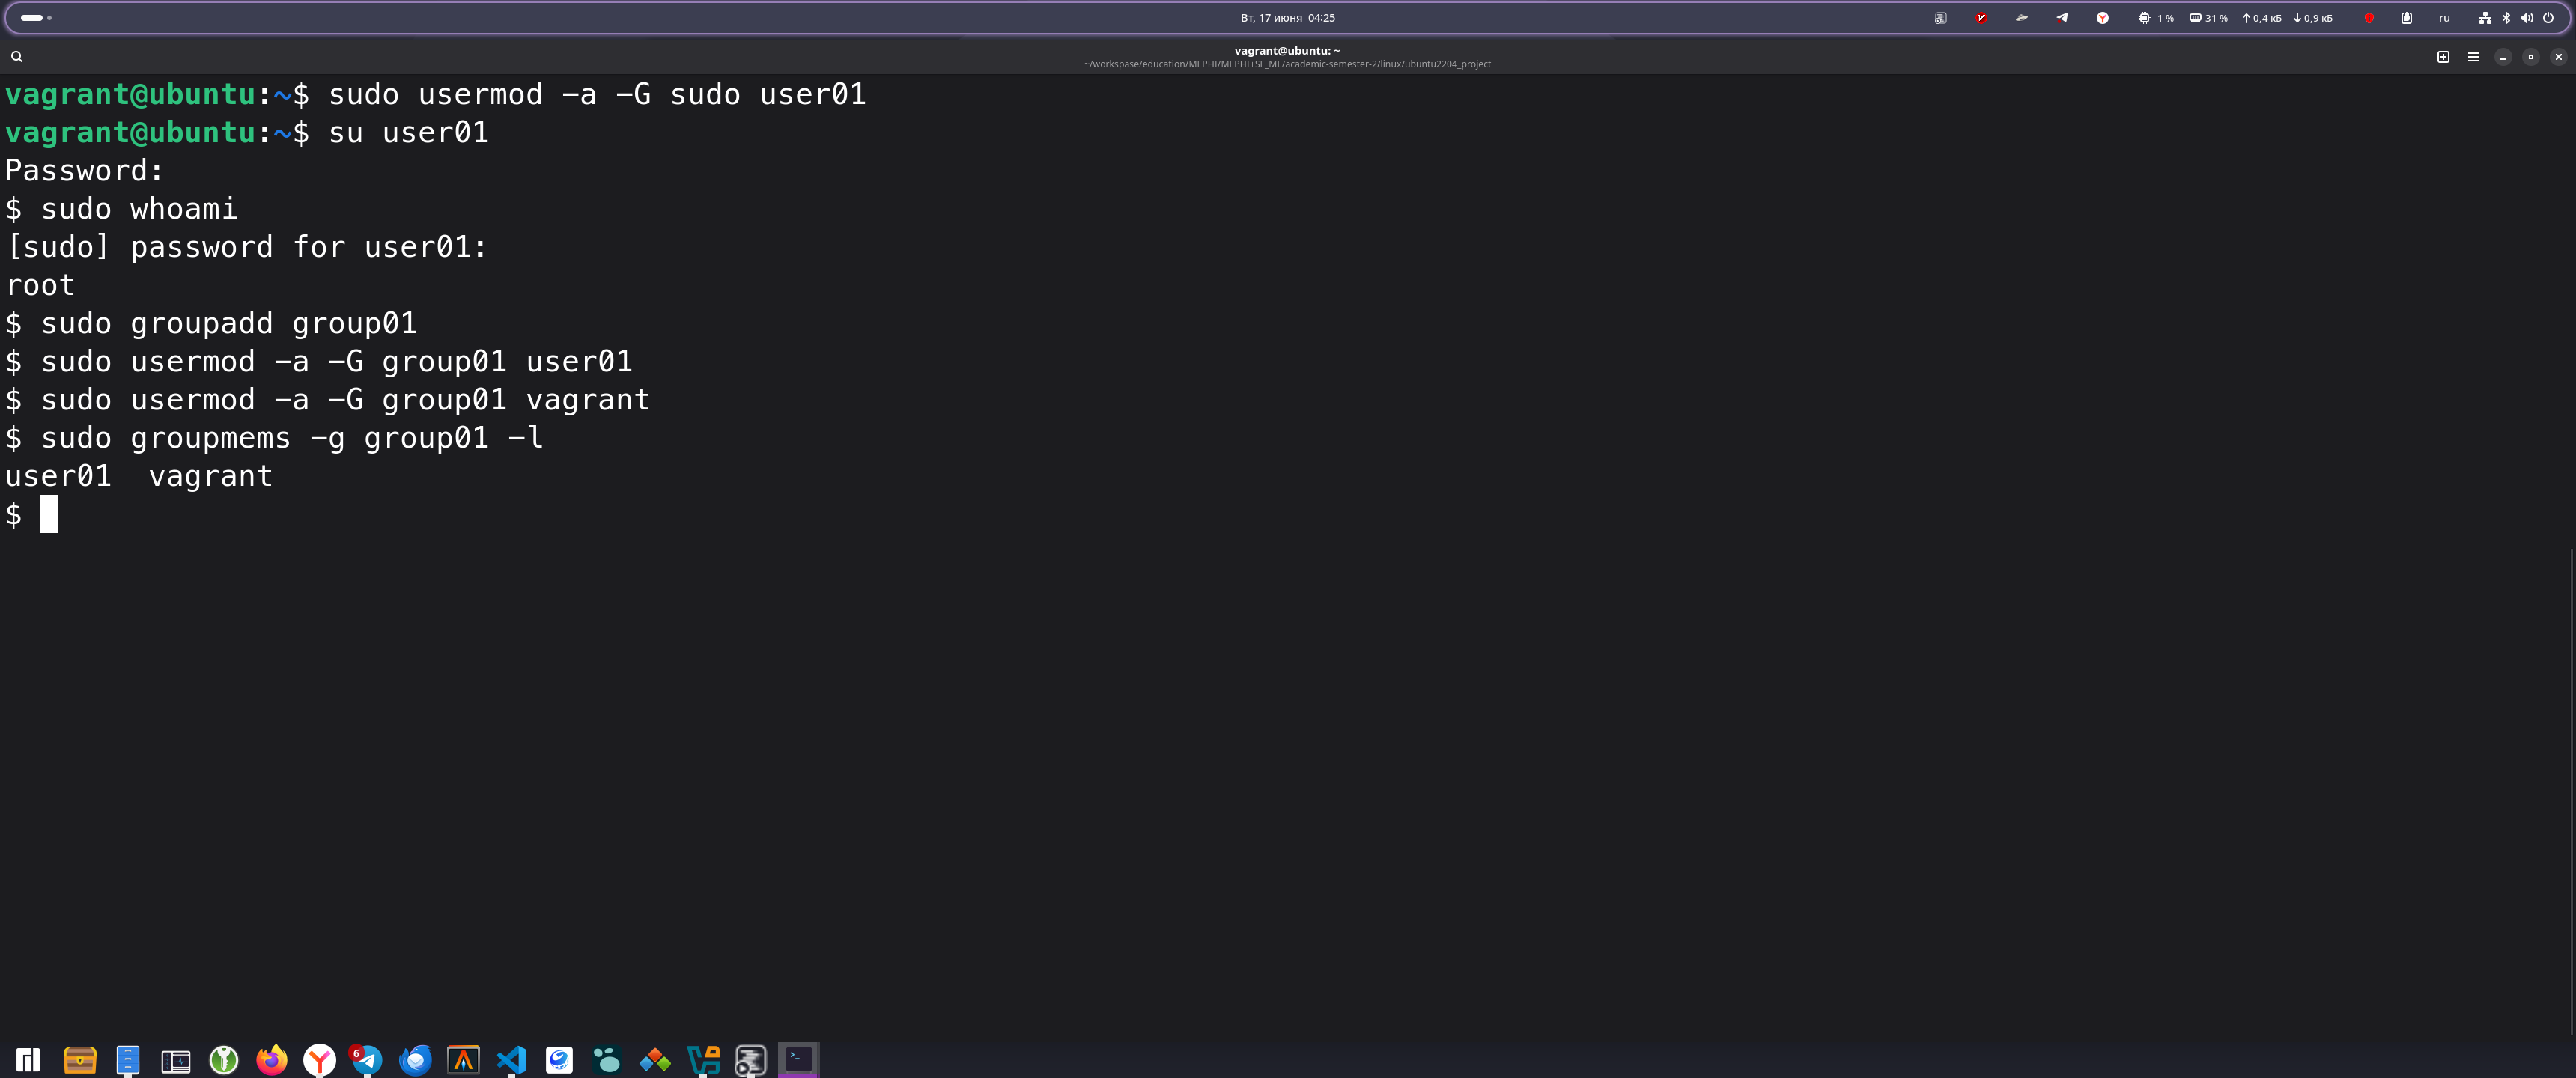 Вт, 17 июня 04:25
1 % 31 % 0,4 кБ 0,9 кБ ru
vagrant@ubuntu: ~
~/workspase/education/MEPHI/MEPHI+SF_ML/academic-semester-2/linux/ubuntu2204_project
vagrant@ubuntu:~$ sudo usermod -a -G sudo user01
vagrant@ubuntu:~$ su user01
Password:
$ sudo whoami
[sudo] password for user01:
root
$ sudo groupadd group01
$ sudo usermod -a -G group01 user01
$ sudo usermod -a -G group01 vagrant
$ sudo groupmems -g group01 -l
user01  vagrant
$
6